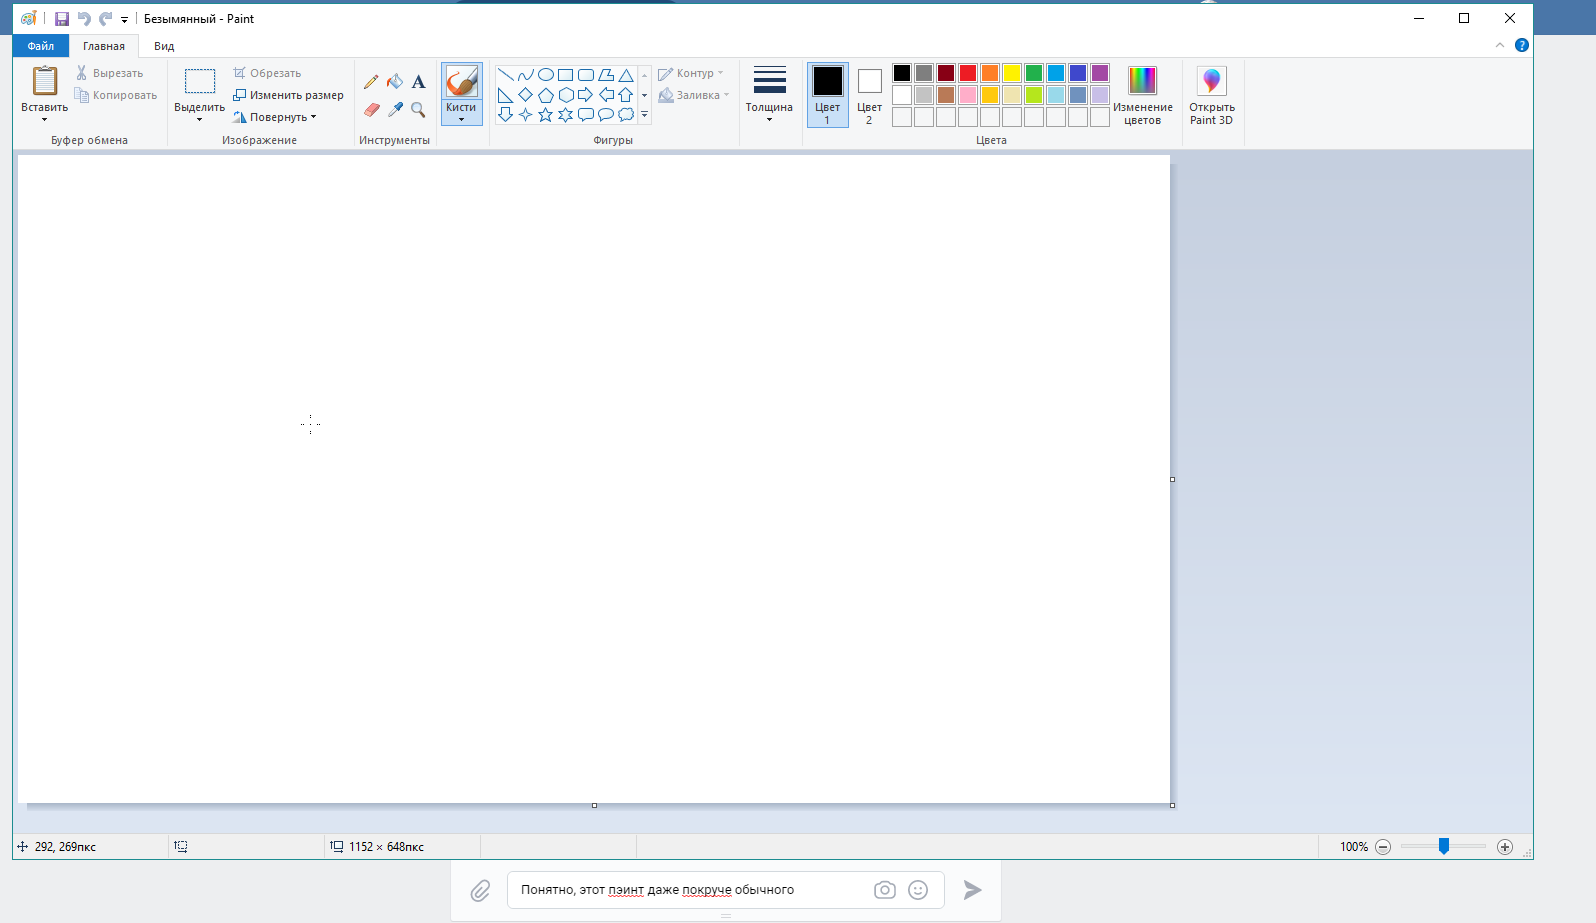 Безымянный - Paint
Файл Главная Вид
Вставить
Вырезать
Копировать
Буфер обмена
Выделить
Обрезать
Изменить размер
Повернуть
Изображение
Инструменты
Кисти
Контур
Заливка
Фигуры
Толщина
Цвет
1
Цвет
2
Изменение
цветов
Цвета
Открыть
Paint 3D
292, 269пкс
1152 × 648пкс
100%
Понятно, этот пэинт даже покруче обычного